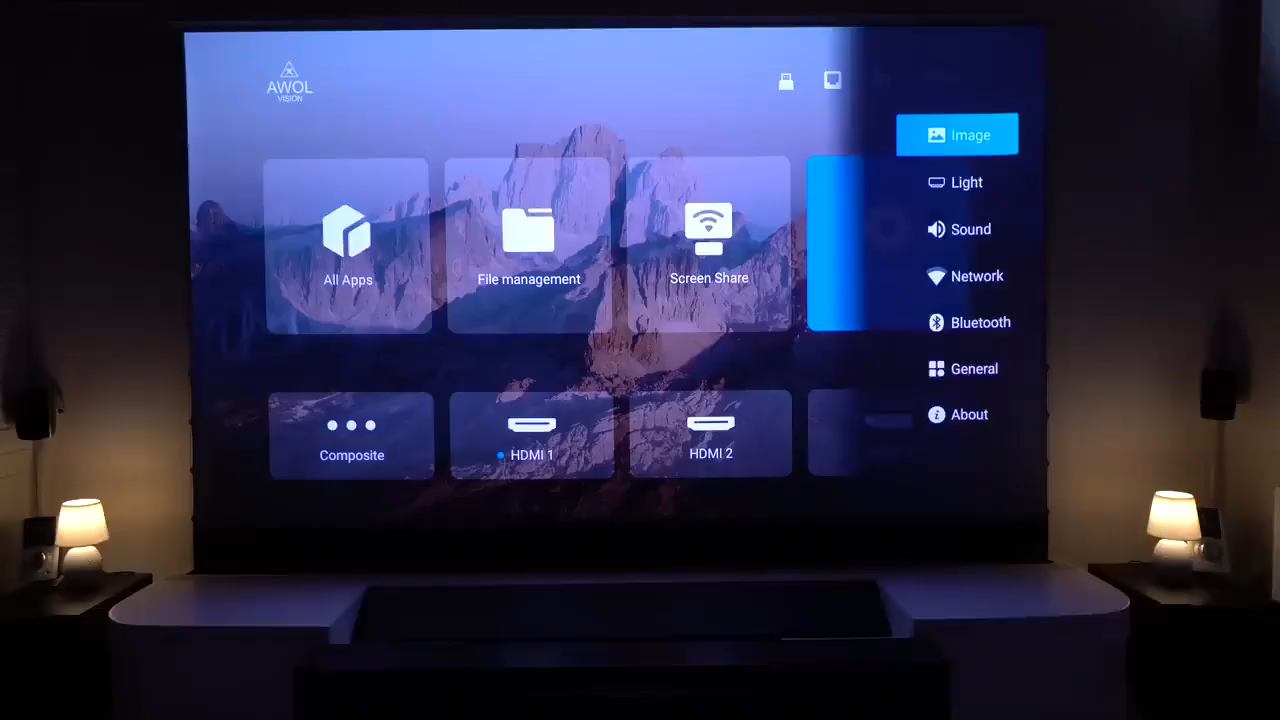 AWOL
VISION
All Apps
File management
Screen Share
Composite
HDMI 1
HDMI 2
Image
Light
Sound
Network
Bluetooth
General
About